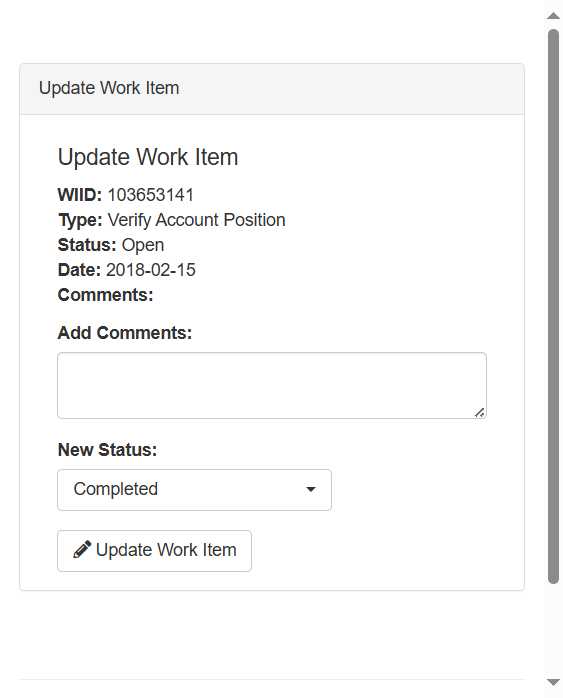 Update Work Item
Update Work Item
WIID: 103653141
Type: Verify Account Position
Status: Open
Date: 2018-02-15
Comments:
Add Comments:
New Status:
Completed
Update Work Item